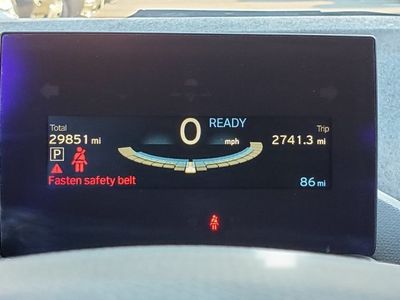 Total
29851 mi
P
Fasten safety belt
0 READY
mph
Trip
2741.3 mi
86 mi